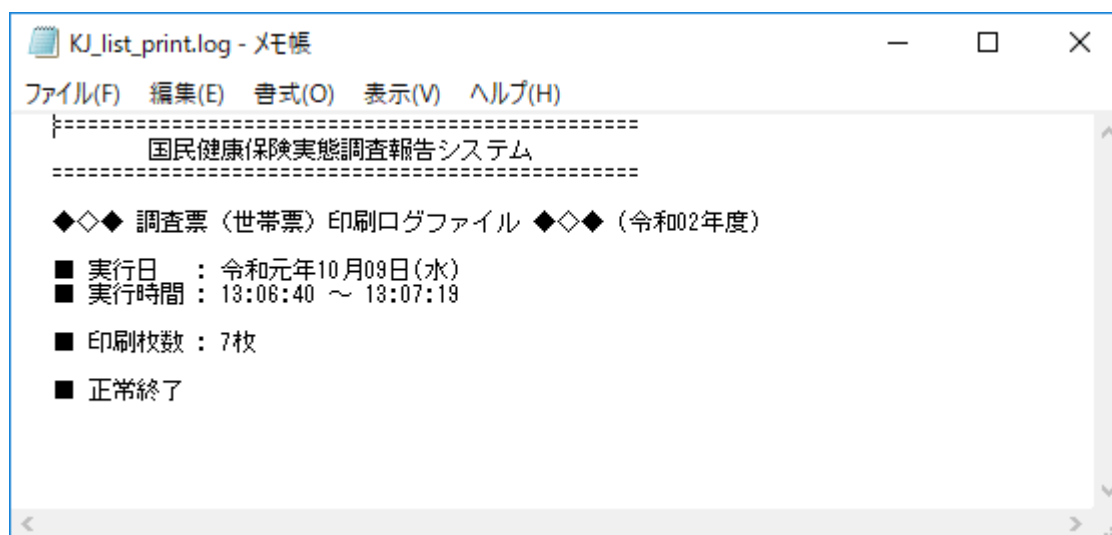 KJ_list_print.log - メモ帳
ファイル(F) 編集(E) 書式(O) 表示(V) ヘルプ(H)
=================================================
国民健康保険実態調査報告システム
=================================================
◆◇◆ 調査票（世帯票）印刷ログファイル ◆◇◆（令和02年度）
■ 実行日 : 令和元年10月09日(水)
■ 実行時間 : 13:06:40 ～ 13:07:19
■ 印刷枚数 : 7枚
■ 正常終了